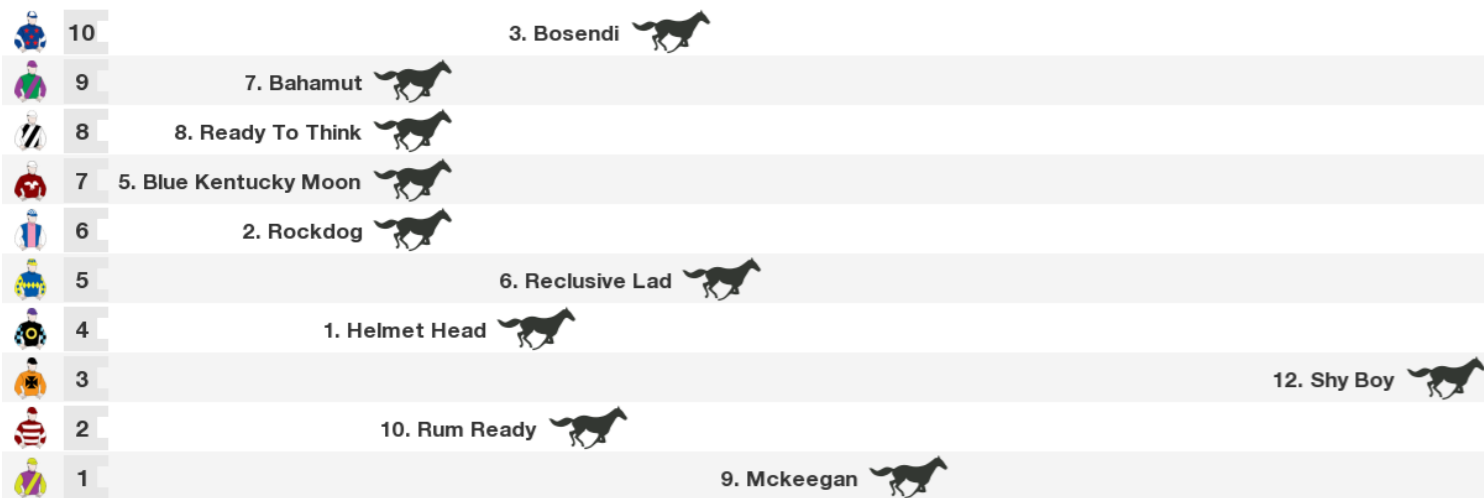 10 3. Bosendi
9 7. Bahamut
8 8. Ready To Think
7 5. Blue Kentucky Moon
6 2. Rockdog
5 6. Reclusive Lad
4 1. Helmet Head
3 12. Shy Boy
2 10. Rum Ready
1 9. Mckeegan